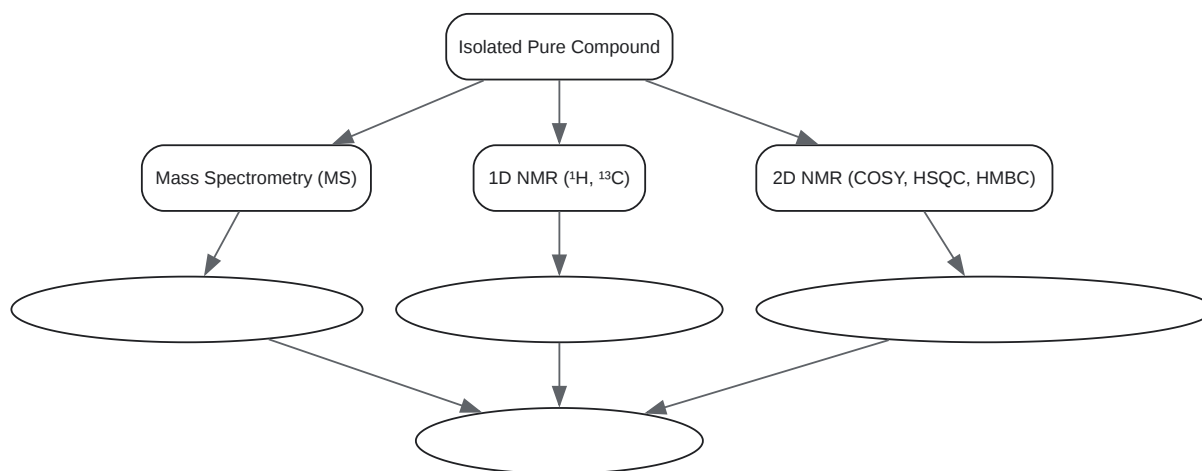 Isolated Pure Compound
Mass Spectrometry (MS)
1D NMR (¹H, ¹³C)
2D NMR (COSY, HSQC, HMBC)